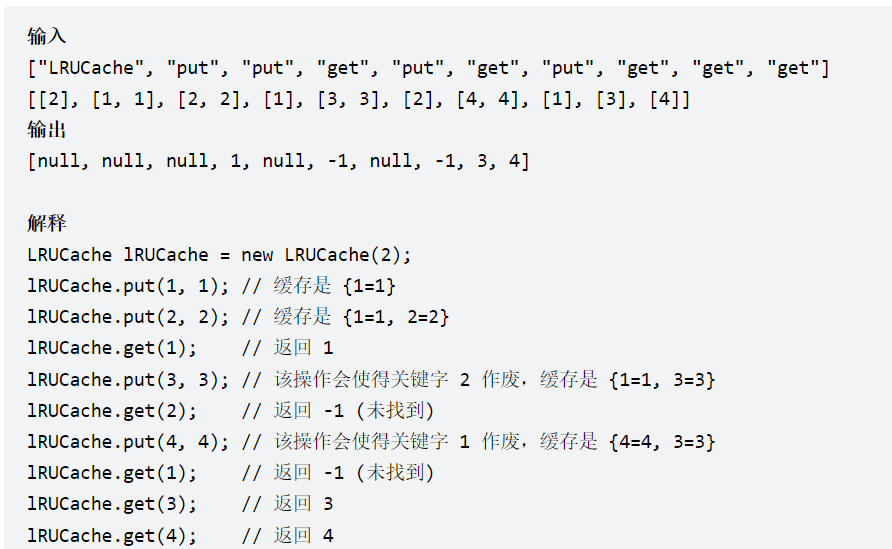 输入
["LRUCache", "put", "put", "get", "put", "get", "put", "get", "get", "get"]
[[2], [1, 1], [2, 2], [1], [3, 3], [2], [4, 4], [1], [3], [4]]
输出
[null, null, null, 1, null, -1, null, -1, 3, 4]
解释
LRUCache lRUCache = new LRUCache(2);
lRUCache.put(1, 1); // 缓存是 {1=1}
lRUCache.put(2, 2); // 缓存是 {1=1, 2=2}
lRUCache.get(1);    // 返回 1
lRUCache.put(3, 3); // 该操作会使得关键字 2 作废，缓存是 {1=1, 3=3}
lRUCache.get(2);    // 返回 -1 (未找到)
lRUCache.put(4, 4); // 该操作会使得关键字 1 作废，缓存是 {4=4, 3=3}
lRUCache.get(1);    // 返回 -1 (未找到)
lRUCache.get(3);    // 返回 3
lRUCache.get(4);    // 返回 4